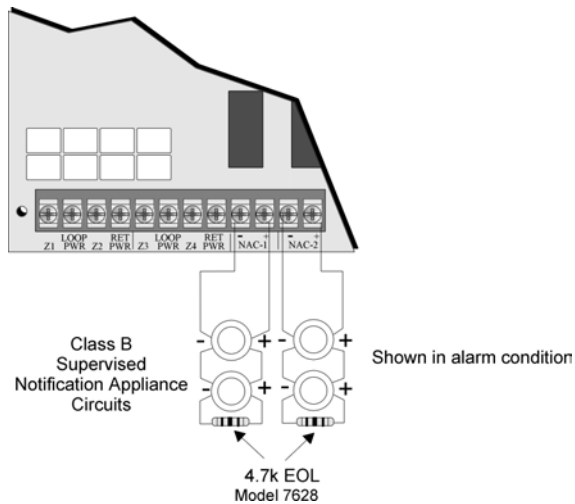 LOOP RET LOOP RET - + - +
Z1 PWR Z2 PWR Z3 PWR Z4 PWR NAC-1 NAC-2
- + - +
- + - +
Class B
Supervised
Notification Appliance
Circuits
Shown in alarm condition
4.7k EOL
Model 7628